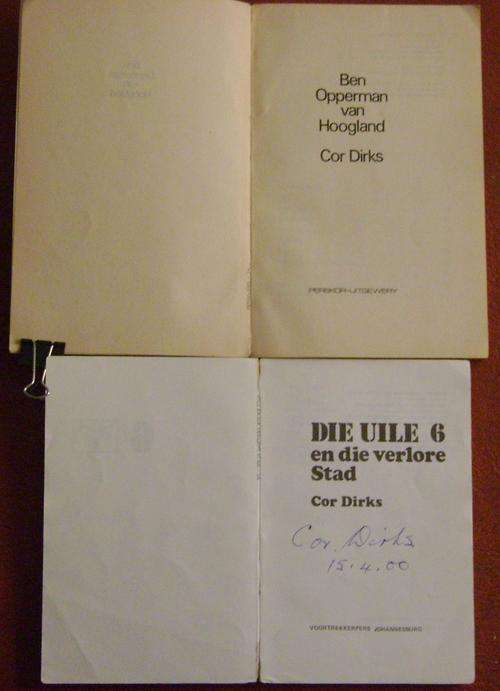 Ben
Opperman
van
Hoogland
Cor Dirks
PERSKOR-UITGEWERY
DIE UILE 6
en die verlore
Stad
Cor Dirks
Cor Dirks
15.4.00
VOORTREKKERPERS JOHANNESBURG